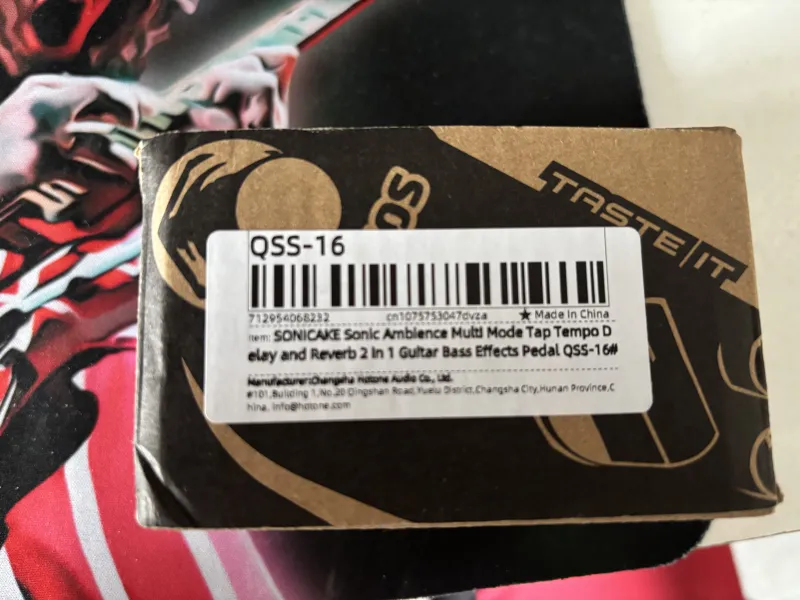 TASTE IT
QSS-16
712954068232 cn1075753047dvza ★ Made In China
Item: SONICAKE Sonic Ambience Multi Mode Tap Tempo D
elay and Reverb 2 in 1 Guitar Bass Effects Pedal QSS-16#
Manufacturer:Changsha Hotone Audio Co., Ltd.
#101,Building 1,No.20 Dingshan Road,Yuelu District,Changsha City,Hunan Province,C
hina, info@hotone.com